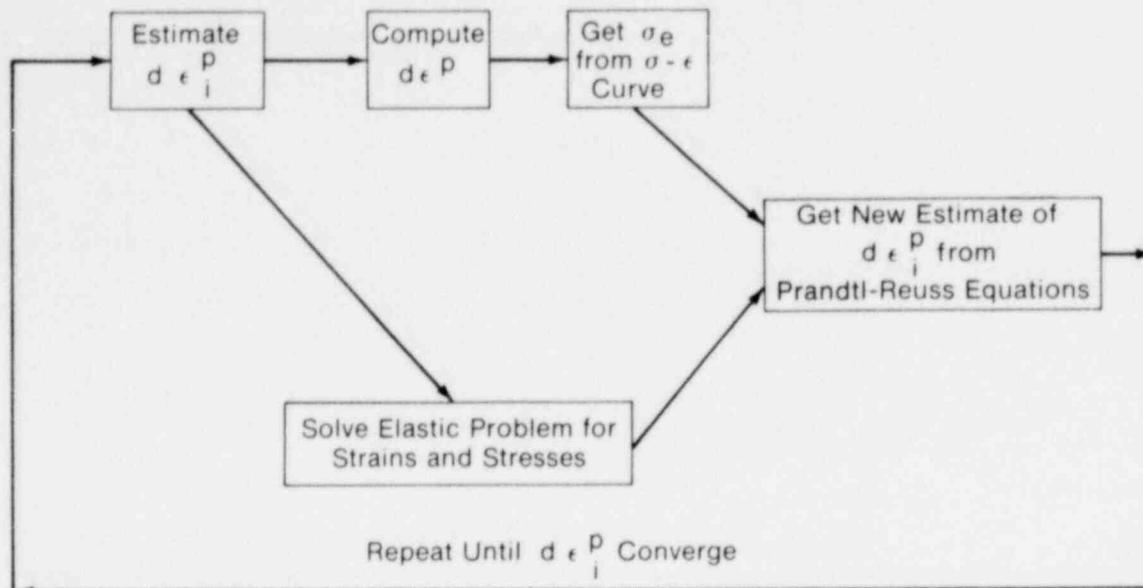 Estimate
d ϵ p i
Compute
d ϵ p
Get σ e
from σ - ϵ
Curve
Get New Estimate of
d ϵ p i from
Prandtl-Reuss Equations
Solve Elastic Problem for
Strains and Stresses
Repeat Until d ϵ p i Converge